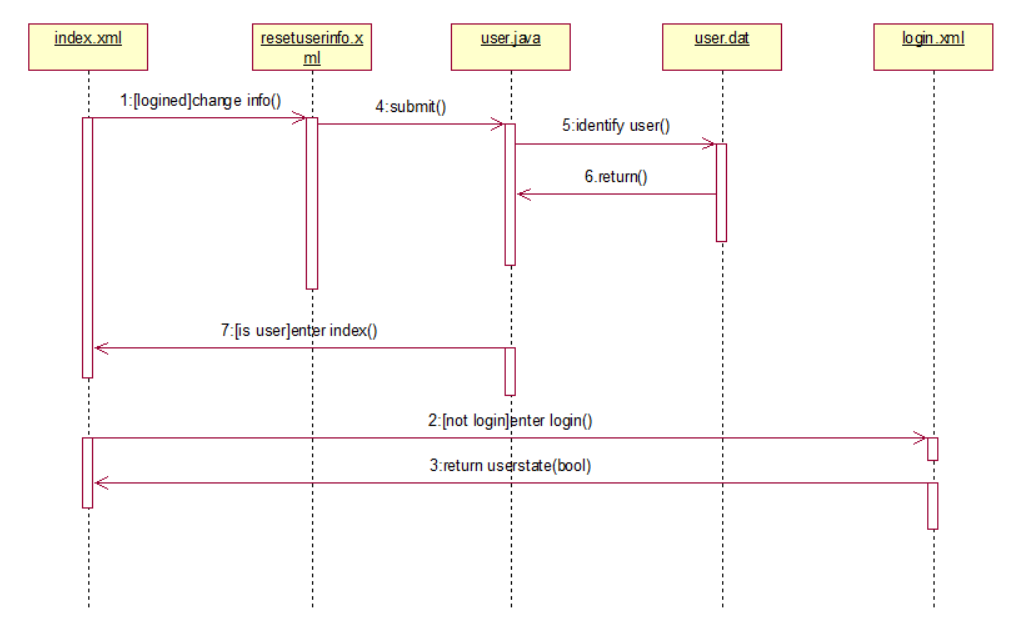 index.xml
resetuserinfo.x
ml
user.java
user.dat
login.xml
1:[logined]change info()
4:submit()
5:identify user()
6.return()
7:[is user]enter index()
2:[not login]enter login()
3:return userstate(bool)